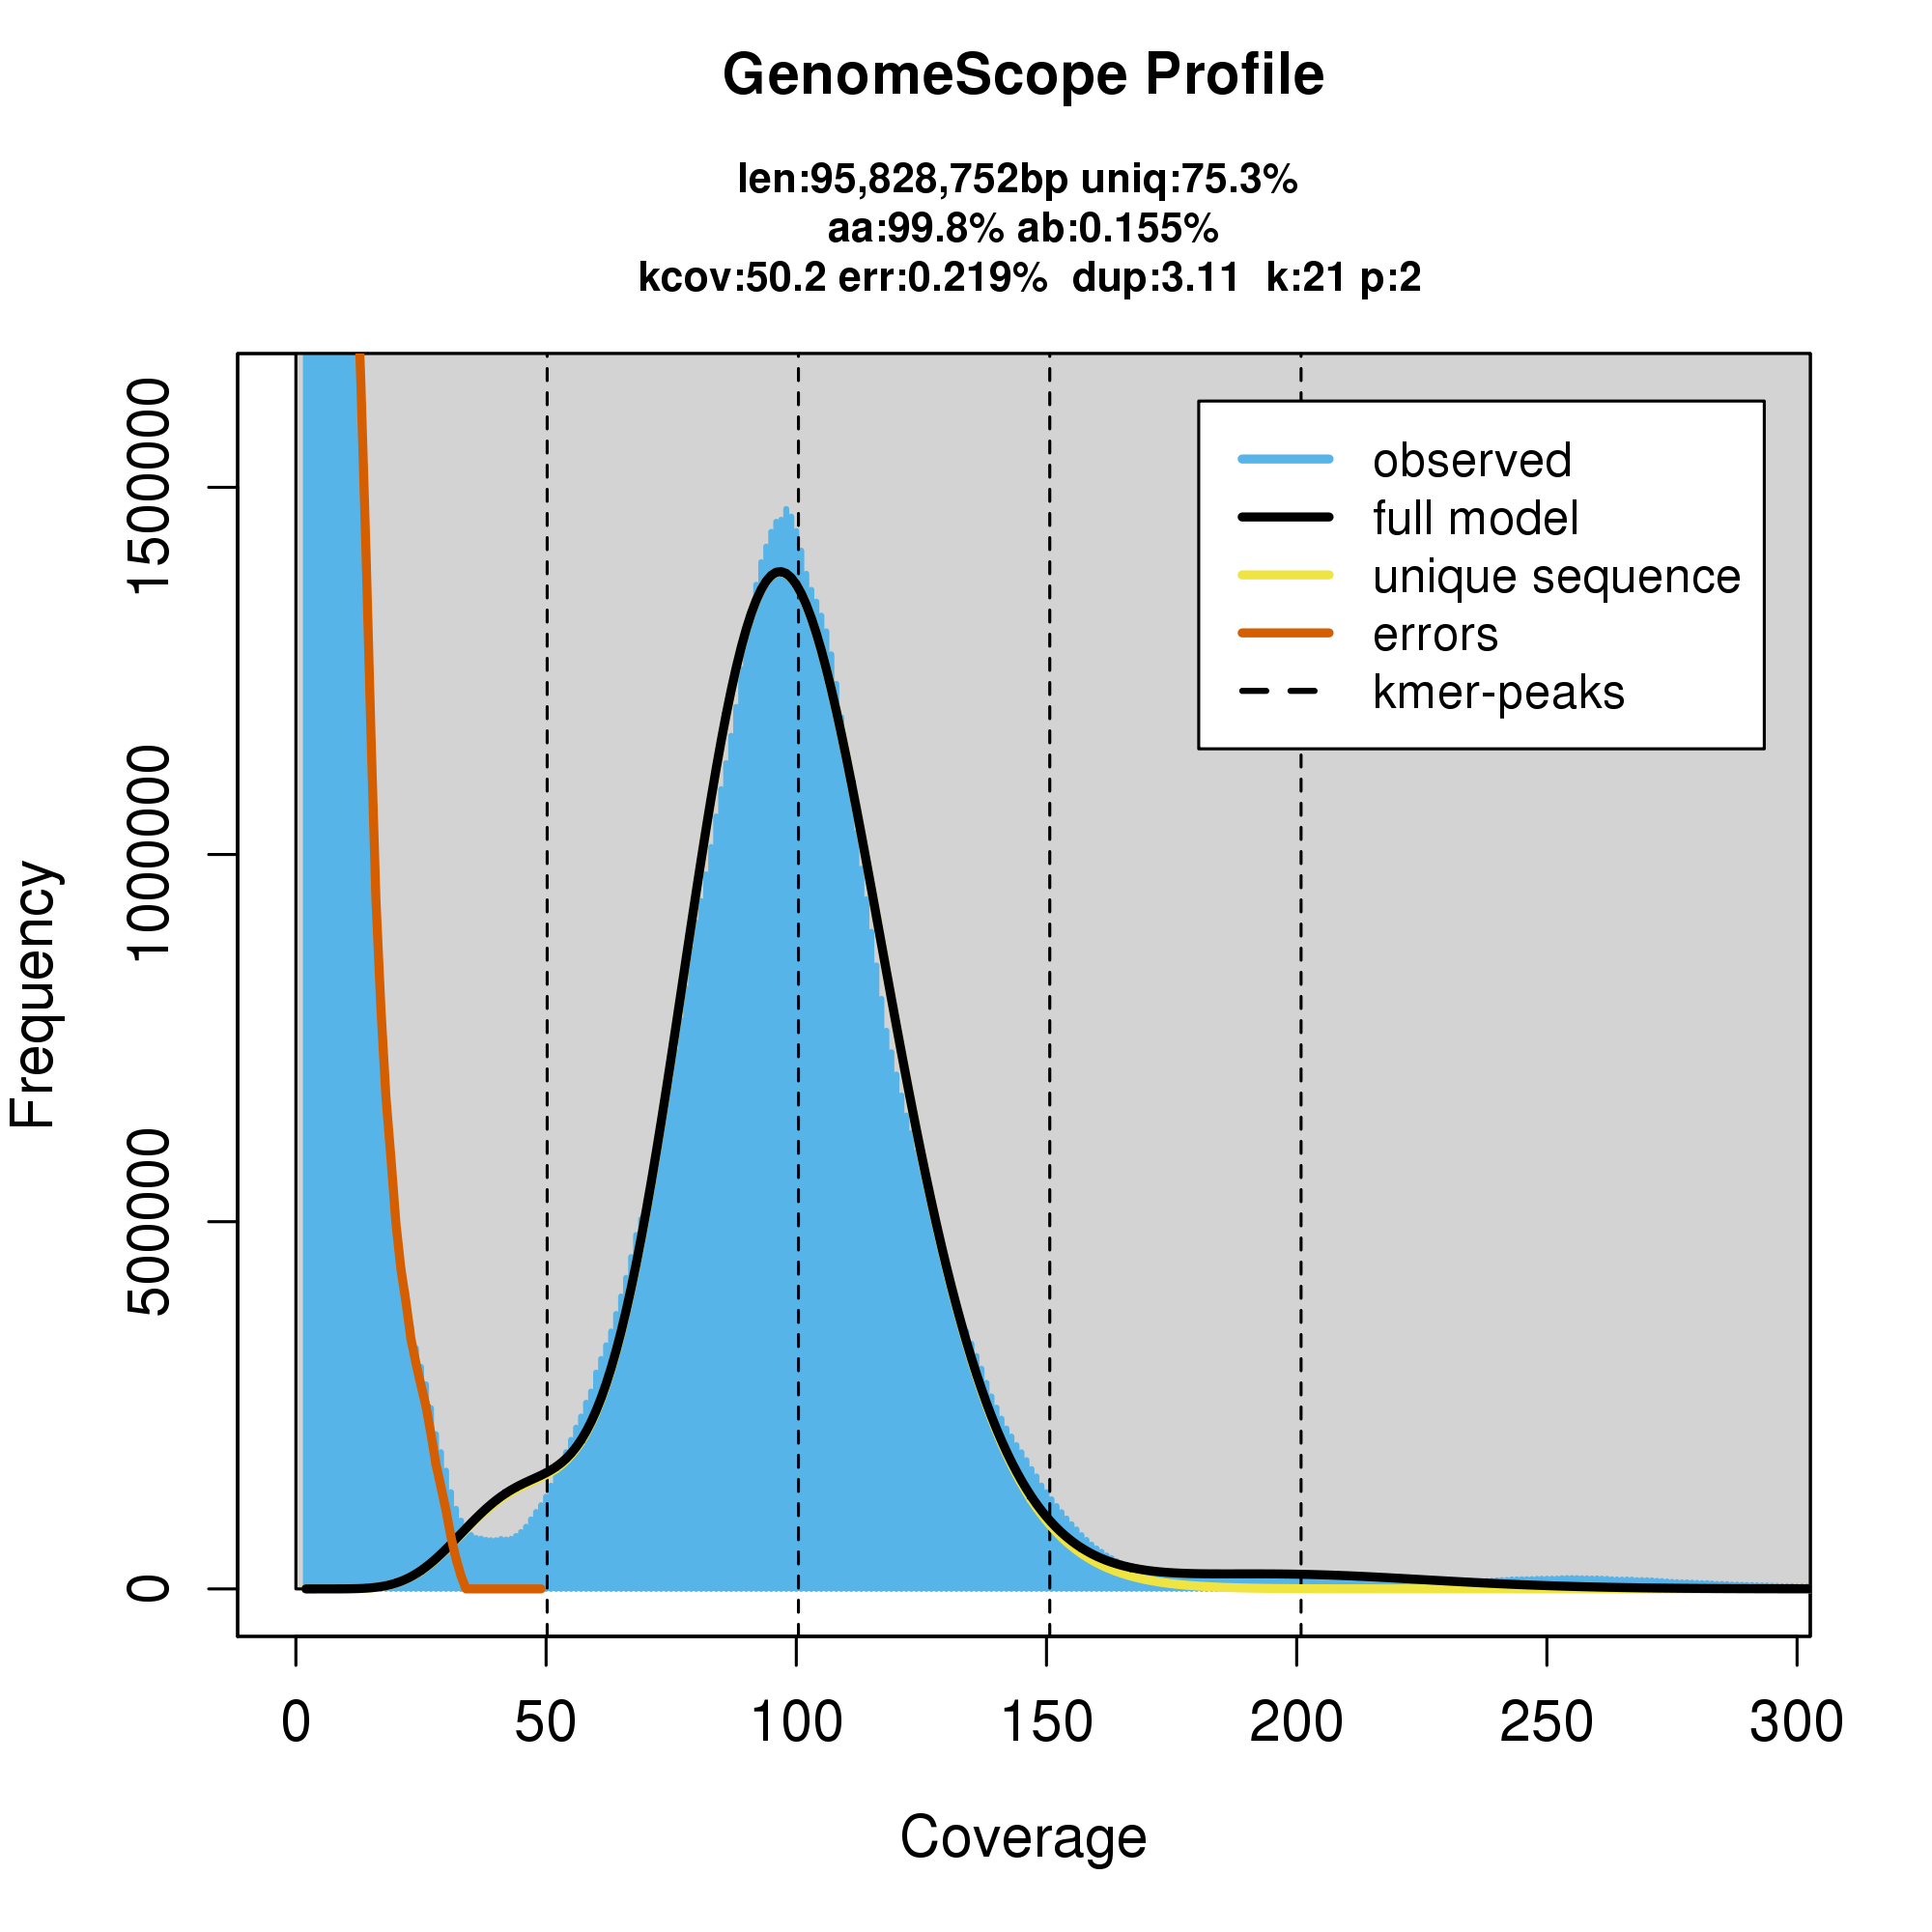 GenomeScope Profile
len:95,828,752bp uniq:75.3%
aa:99.8% ab:0.155%
kcov:50.2 err:0.219%  dup:3.11  k:21 p:2
observed
full model
unique sequence
errors
kmer-peaks
Frequency
1500000
1000000
500000
0
0 50 100 150 200 250 300
Coverage